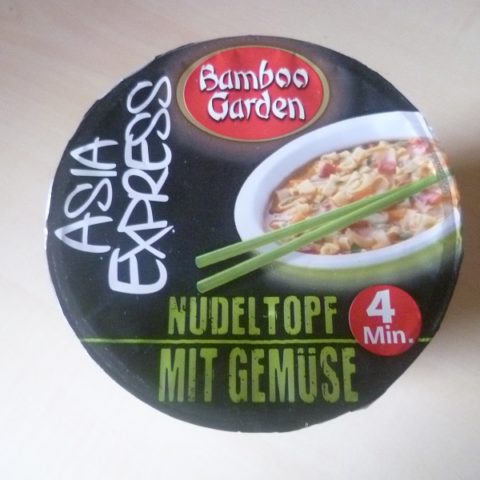 Bamboo
Garden
ASIA
EXPRESS
NUDELTOPF
MIT GEMÜSE
4
Min.